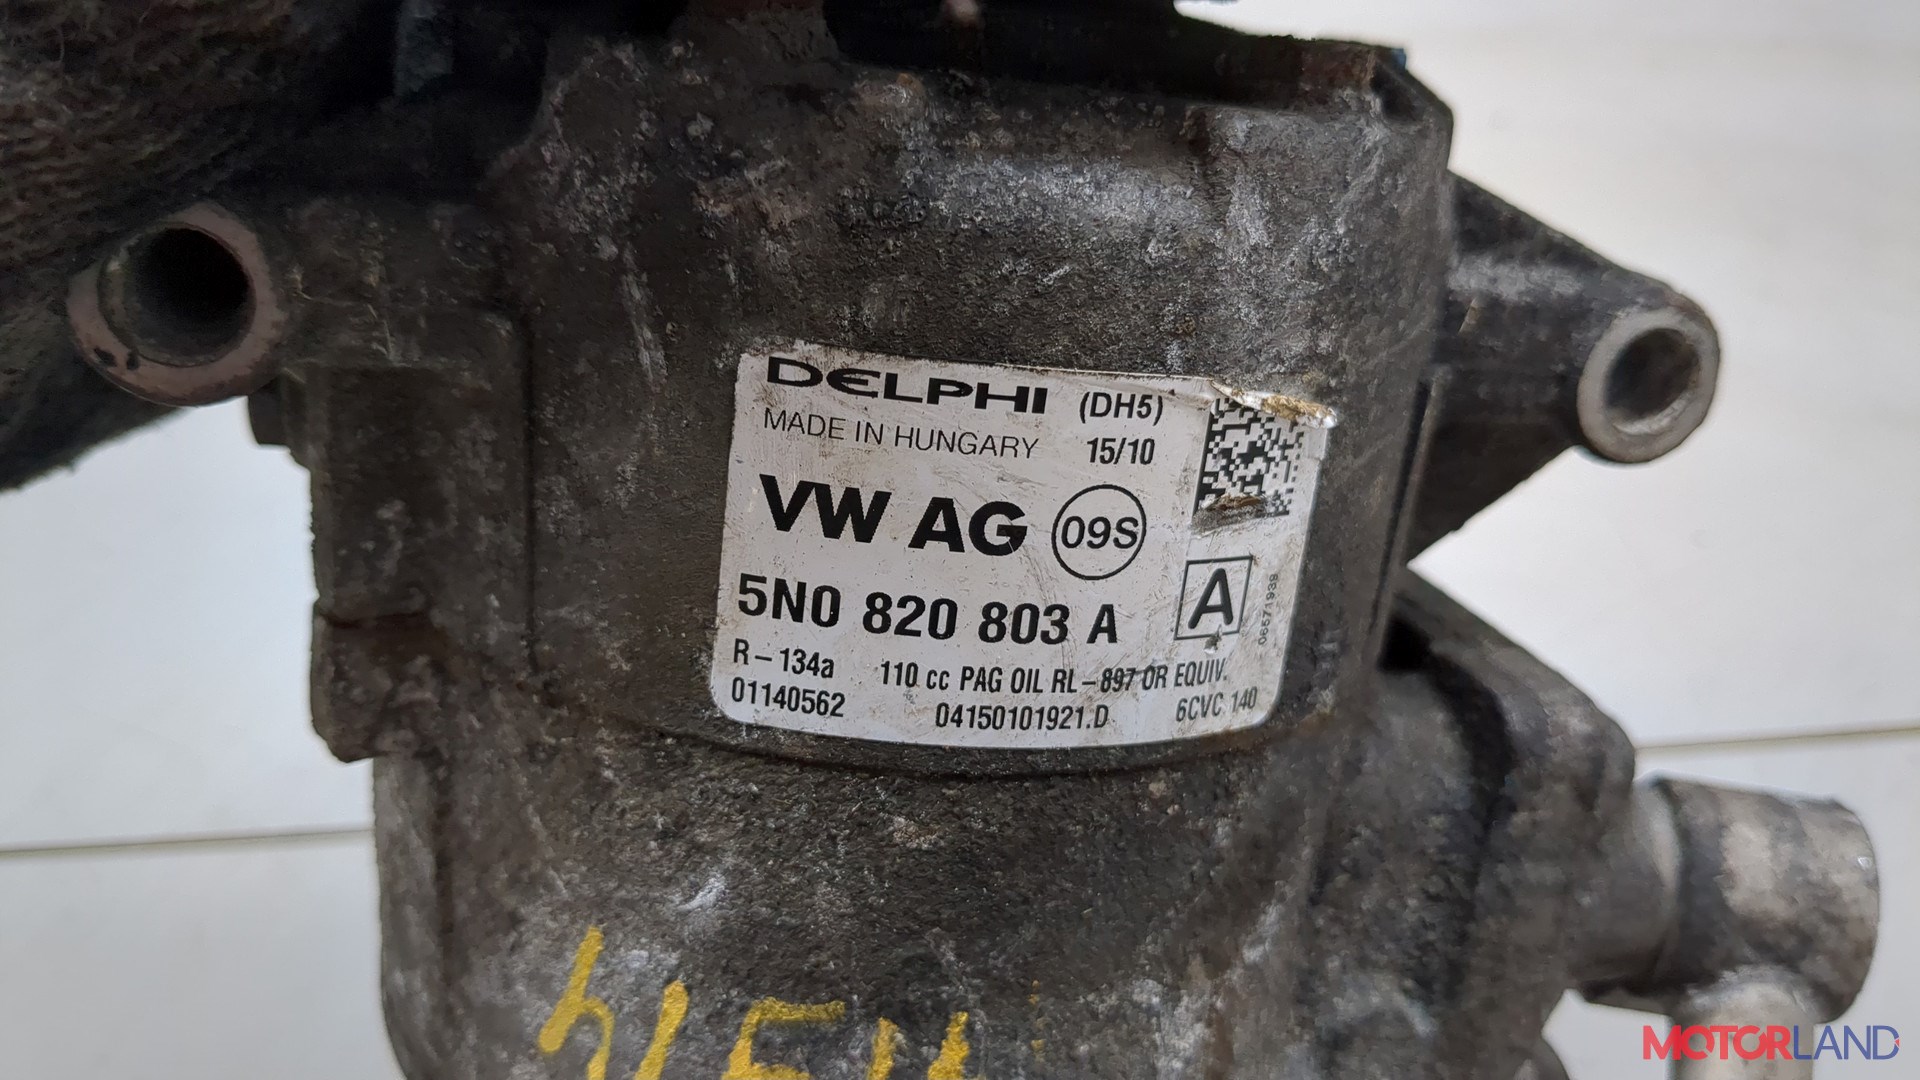 DELPHI (DH5)
MADE IN HUNGARY 15/10
VW AG 09S
5N0 820 803 A A
06571939
R-134a 110 cc PAG OIL RL-897 OR EQUIV.
01140562 04150101921.D 6CVC 140
MOTORLAND